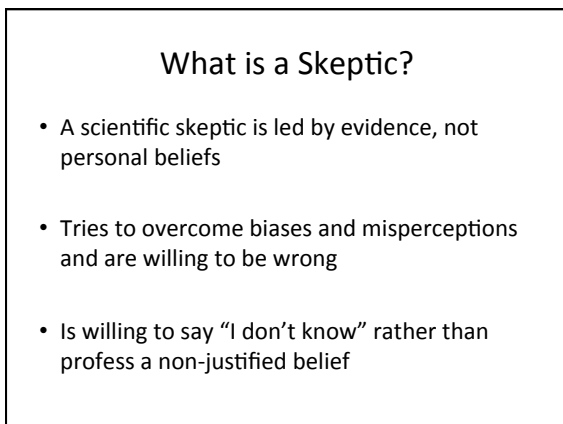 What is a Skeptic?
• A scientific skeptic is led by evidence, not
personal beliefs
• Tries to overcome biases and misperceptions
and are willing to be wrong
• Is willing to say “I don’t know” rather than
profess a non-justified belief